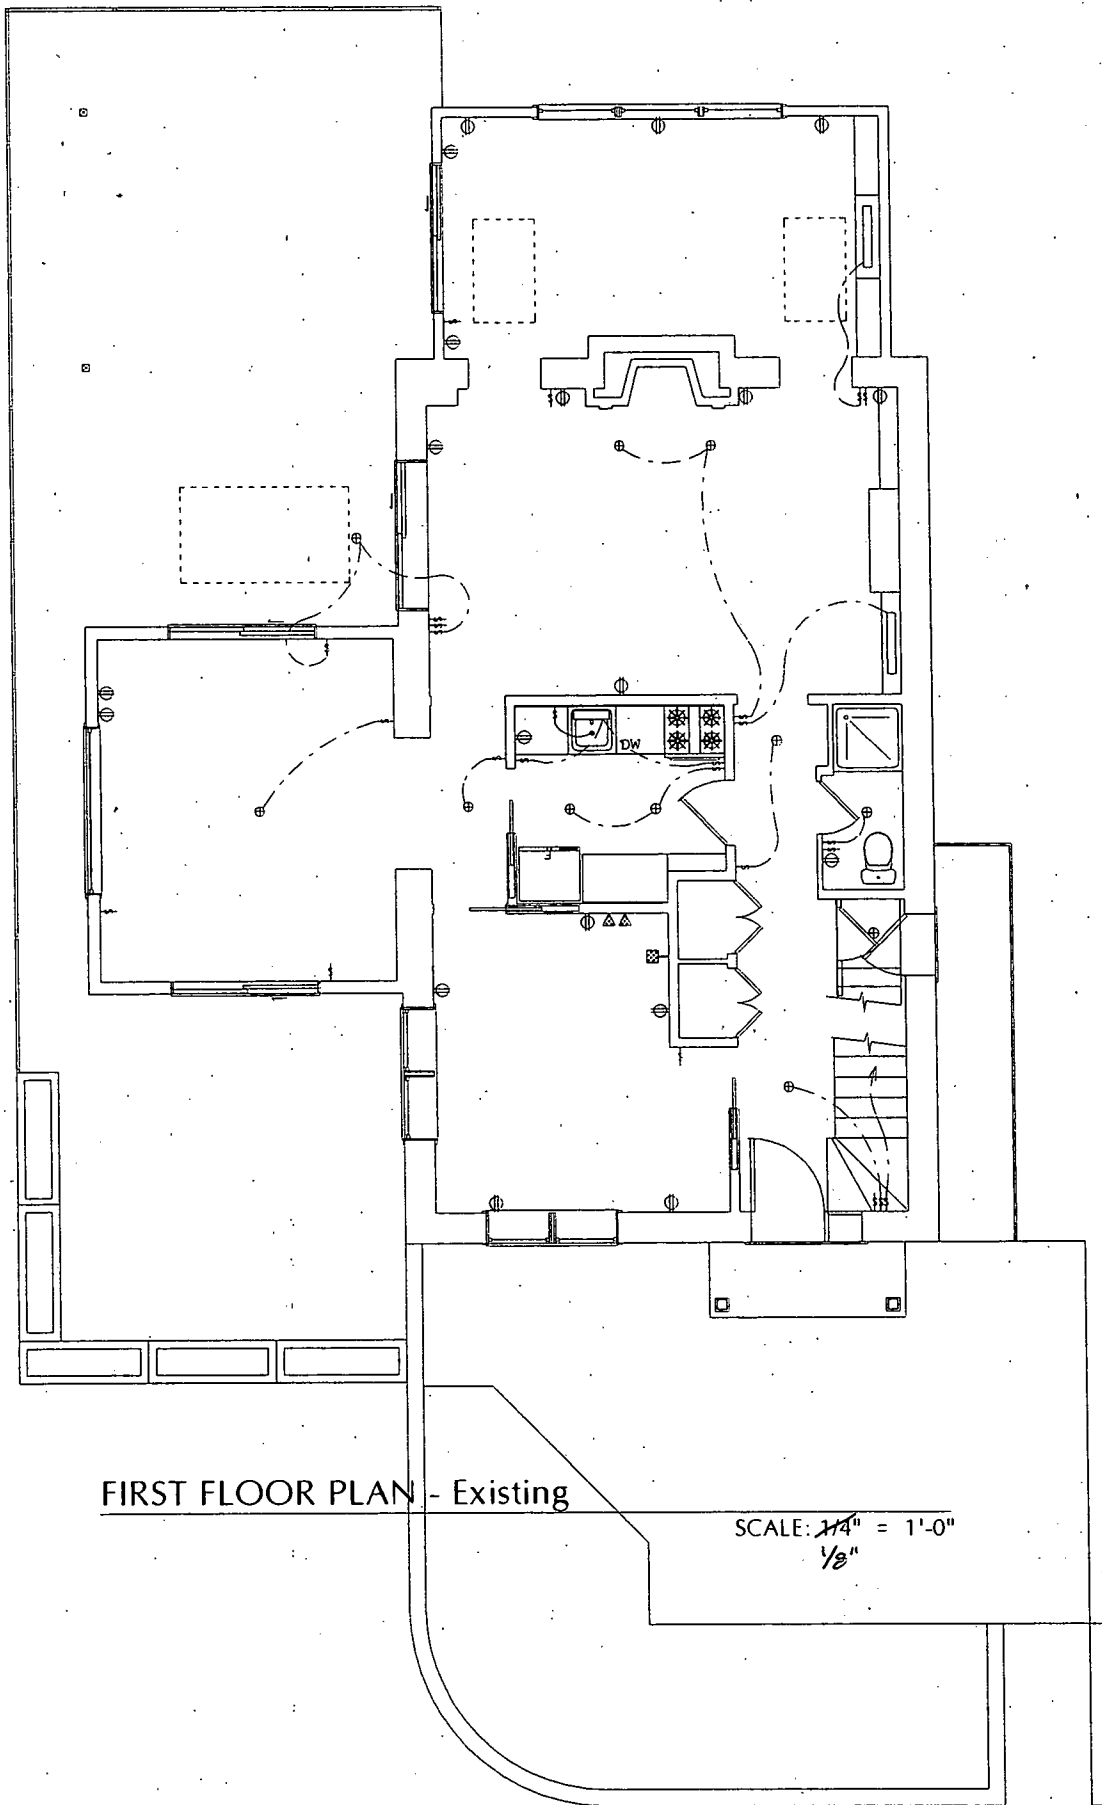 DW
F
FIRST FLOOR PLAN - Existing
SCALE: 1/4" = 1'-0"
1/8"